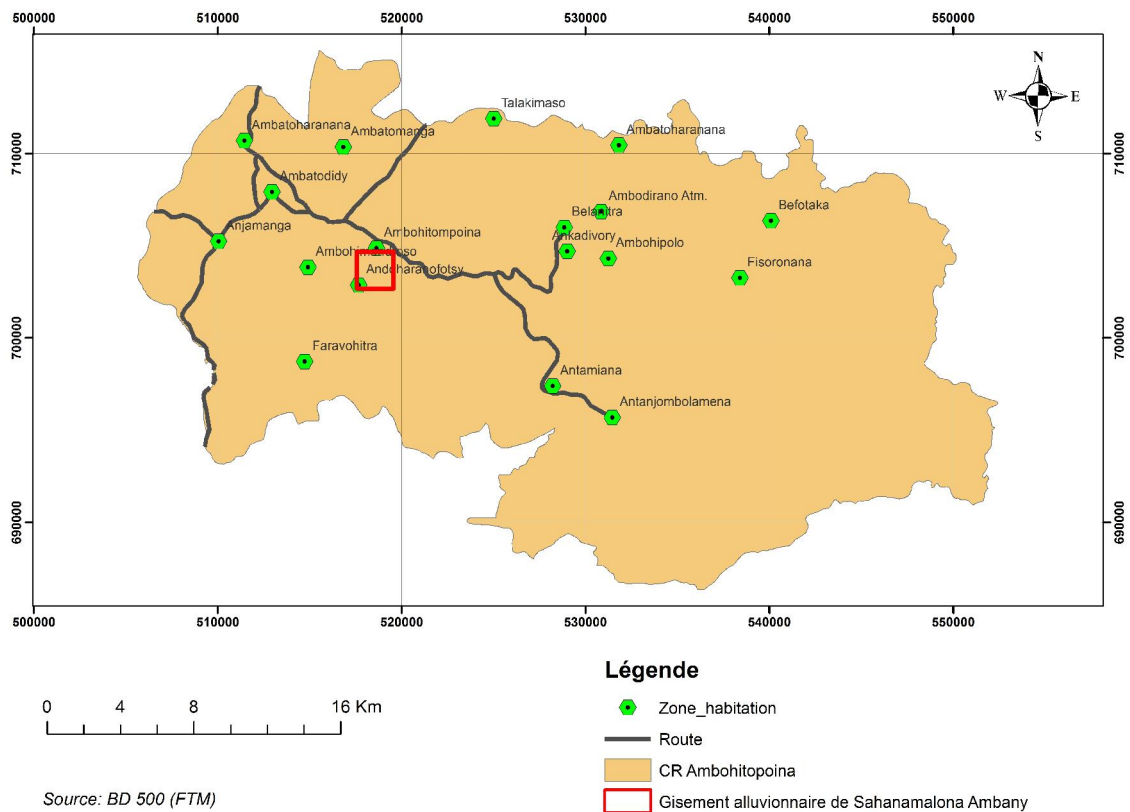 500000 510000 520000 530000 540000 550000
N
W E
S
Talakimaso
Ambatoharanana Ambatomanga Ambatoharanana
710000 710000
Ambatodidy
Ambodirano Atm.
Befotaka
Anjamanga Ambohitompoina
Ambohipolo
Andoharanofotsy Fisoronana
700000 700000
Faravohitra
Antamiana
Antanjombolamena
690000 690000
500000 510000 520000 530000 540000 550000
Légende
0 4 8 16 Km
Zone_habitation
Route
CR Ambohitopoina
Source: BD 500 (FTM)
Gisement alluvionnaire de Sahanamalona Ambany